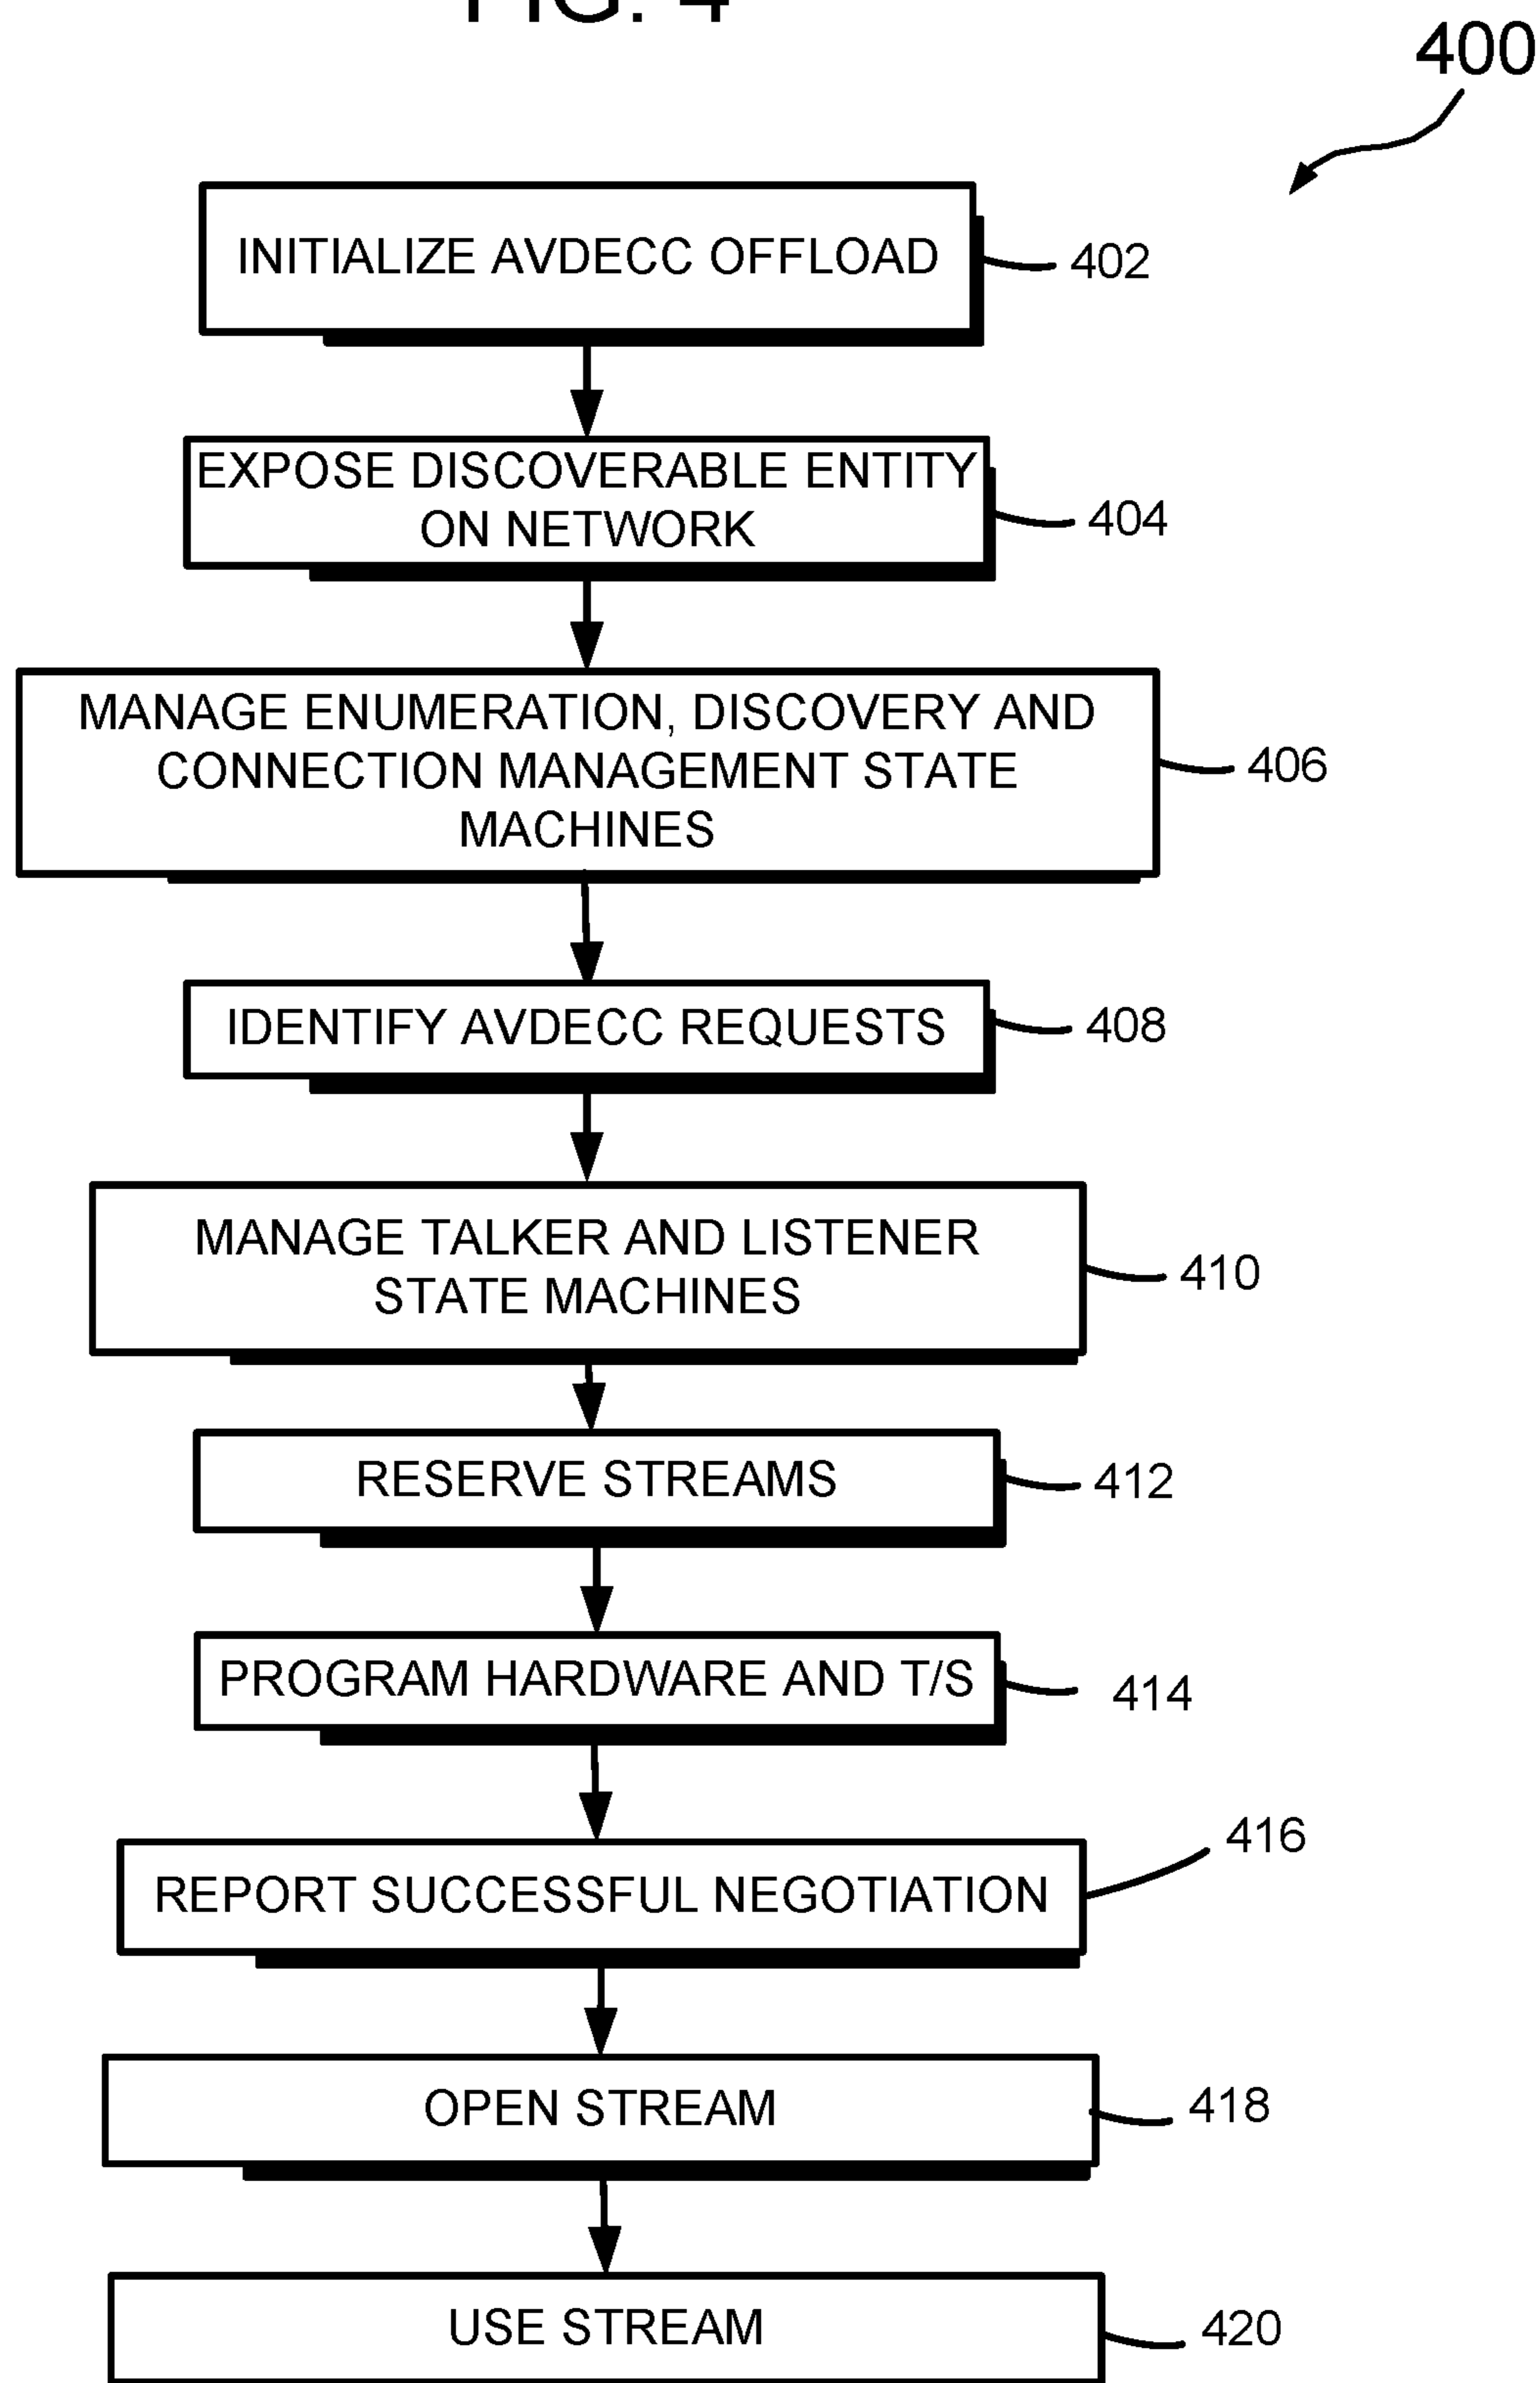 FIG. 4
400
INITIALIZE AVDECC OFFLOAD
402
EXPOSE DISCOVERABLE ENTITY
ON NETWORK
404
MANAGE ENUMERATION, DISCOVERY AND
CONNECTION MANAGEMENT STATE
MACHINES
406
IDENTIFY AVDECC REQUESTS
408
MANAGE TALKER AND LISTENER
STATE MACHINES
410
RESERVE STREAMS
412
PROGRAM HARDWARE AND T/S
414
416
REPORT SUCCESSFUL NEGOTIATION
OPEN STREAM
418
USE STREAM
420